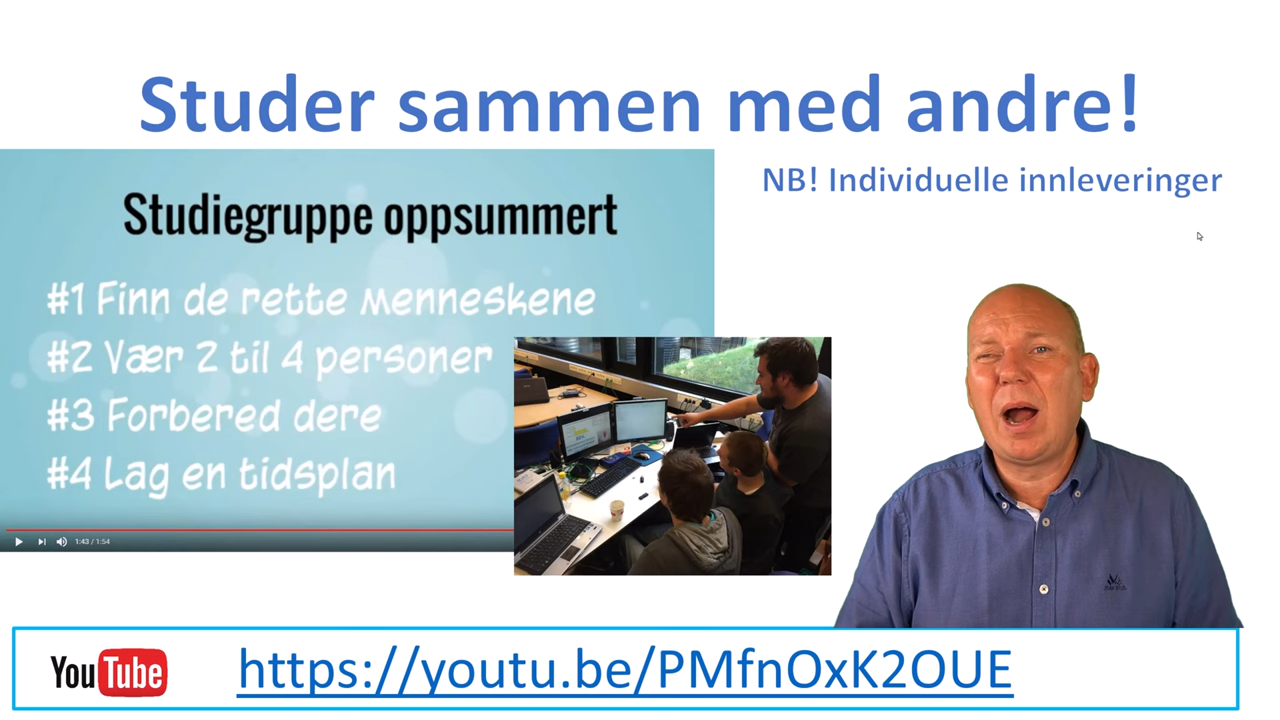 Studer sammen med andre!
NB! Individuelle innleveringer
Studiegruppe oppsummert
#1 Finn de rette menneskene
#2 Vær 2 til 4 personer
#3 Forbered dere
#4 Lag en tidsplan
1:43 / 1:54
YouTube
https://youtu.be/PMfnOxK2OUE